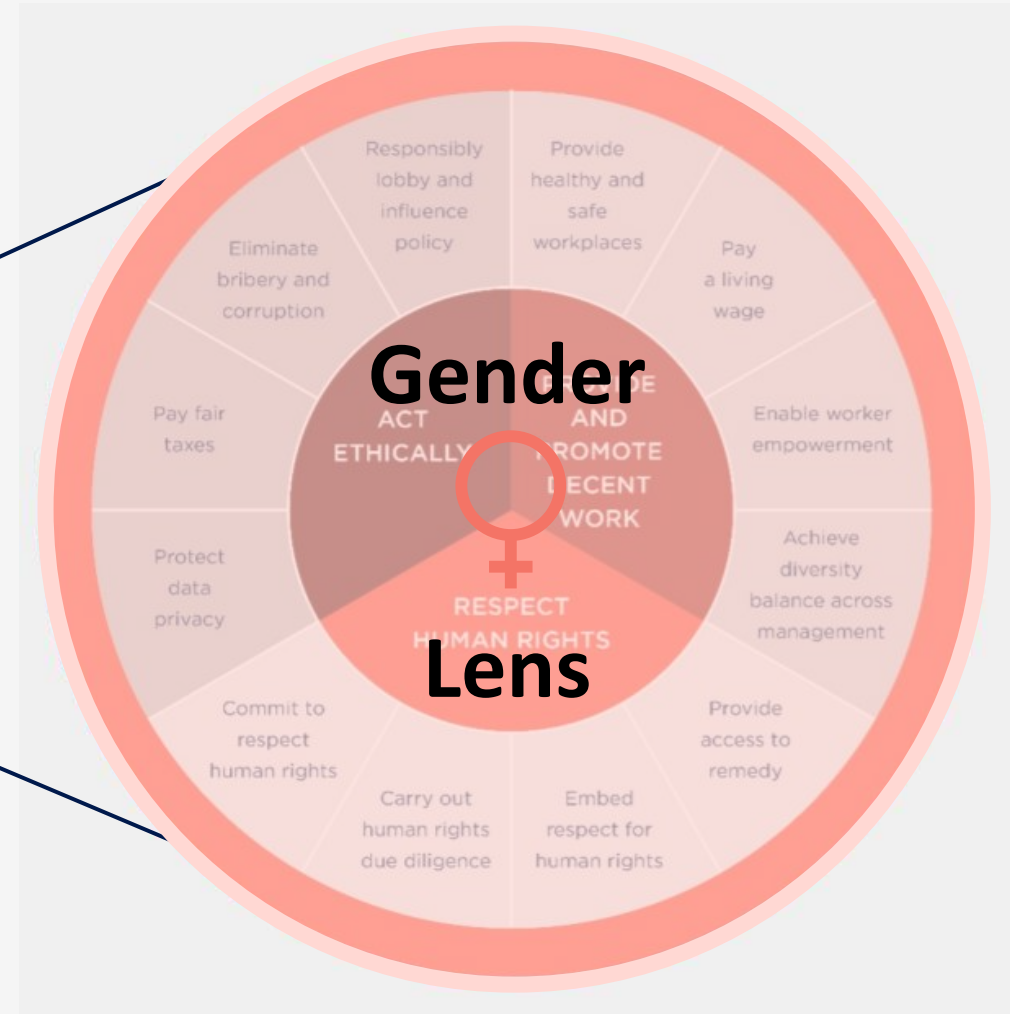 Responsibly
lobby and
influence
policy
Provide
healthy and
safe
workplaces
Eliminate
bribery and
corruption
Pay
a living
wage
Gender
PROVIDE
AND
PROMOTE
DECENT
WORK
ACT
ETHICALLY
Pay fair
taxes
Enable worker
empowerment
Protect
data
privacy
Achieve
diversity
balance across
management
RESPECT
HUMAN RIGHTS
Lens
Commit to
respect
human rights
Provide
access to
remedy
Carry out
human rights
due diligence
Embed
respect for
human rights